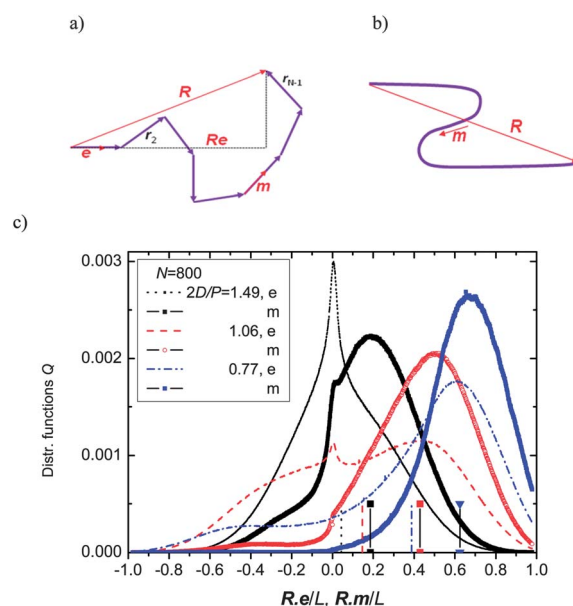 a)
b)
R
r2
Re
e
m
rN-1
m
R
c)
Distr. functions Q
0.003
0.002
0.001
0.000
N=800
2D/P=1.49, e
m
1.06, e
m
0.77, e
m
-1.0 -0.8 -0.6 -0.4 -0.2 0.0 0.2 0.4 0.6 0.8 1.0
R.e/L, R.m/L